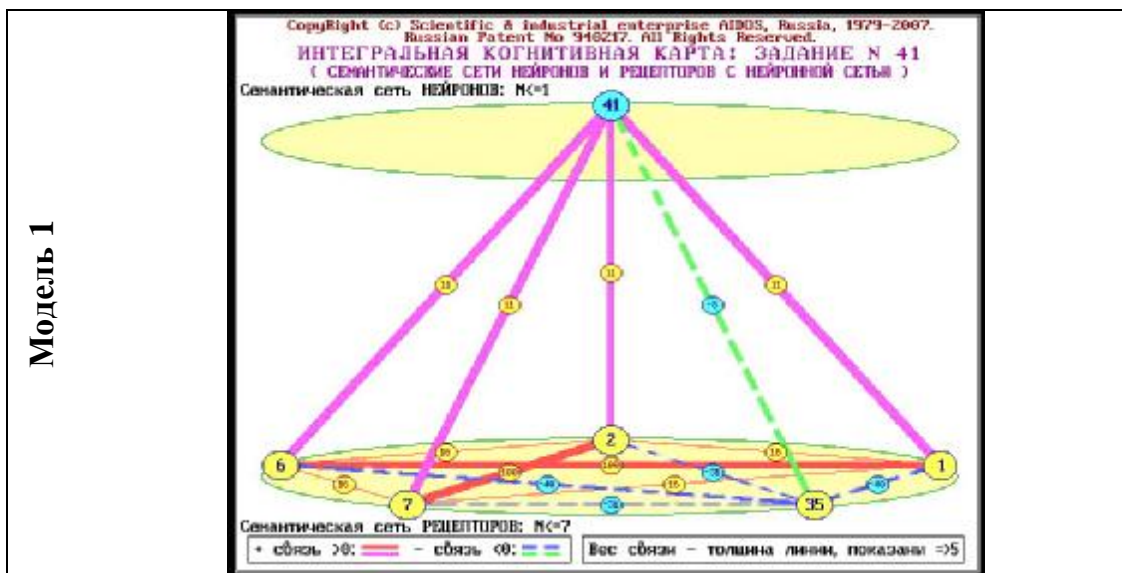 Модель 1
CopyRight (c) Scientific & industrial enterprise AIDOS, Russia, 1979-2007.
Russian Patent No 940217. All Rights Reserved.
ИНТЕГРАЛЬНАЯ КОГНИТИВНАЯ КАРТА: ЗАДАНИЕ N 41
( СЕМАНТИЧЕСКИЕ СЕТИ НЕЙРОНОВ И РЕЦЕПТОРОВ С НЕЙРОННОЙ СЕТЬЮ )
Семантическая сеть НЕЙРОНОВ: N<=1
41
11
11
11
2
6
1
7
35
100
Семантическая сеть РЕЦЕПТОРОВ: N<=7
+ связь >0: - связь <0:
Вес связи - толщина линии, показаны =>5